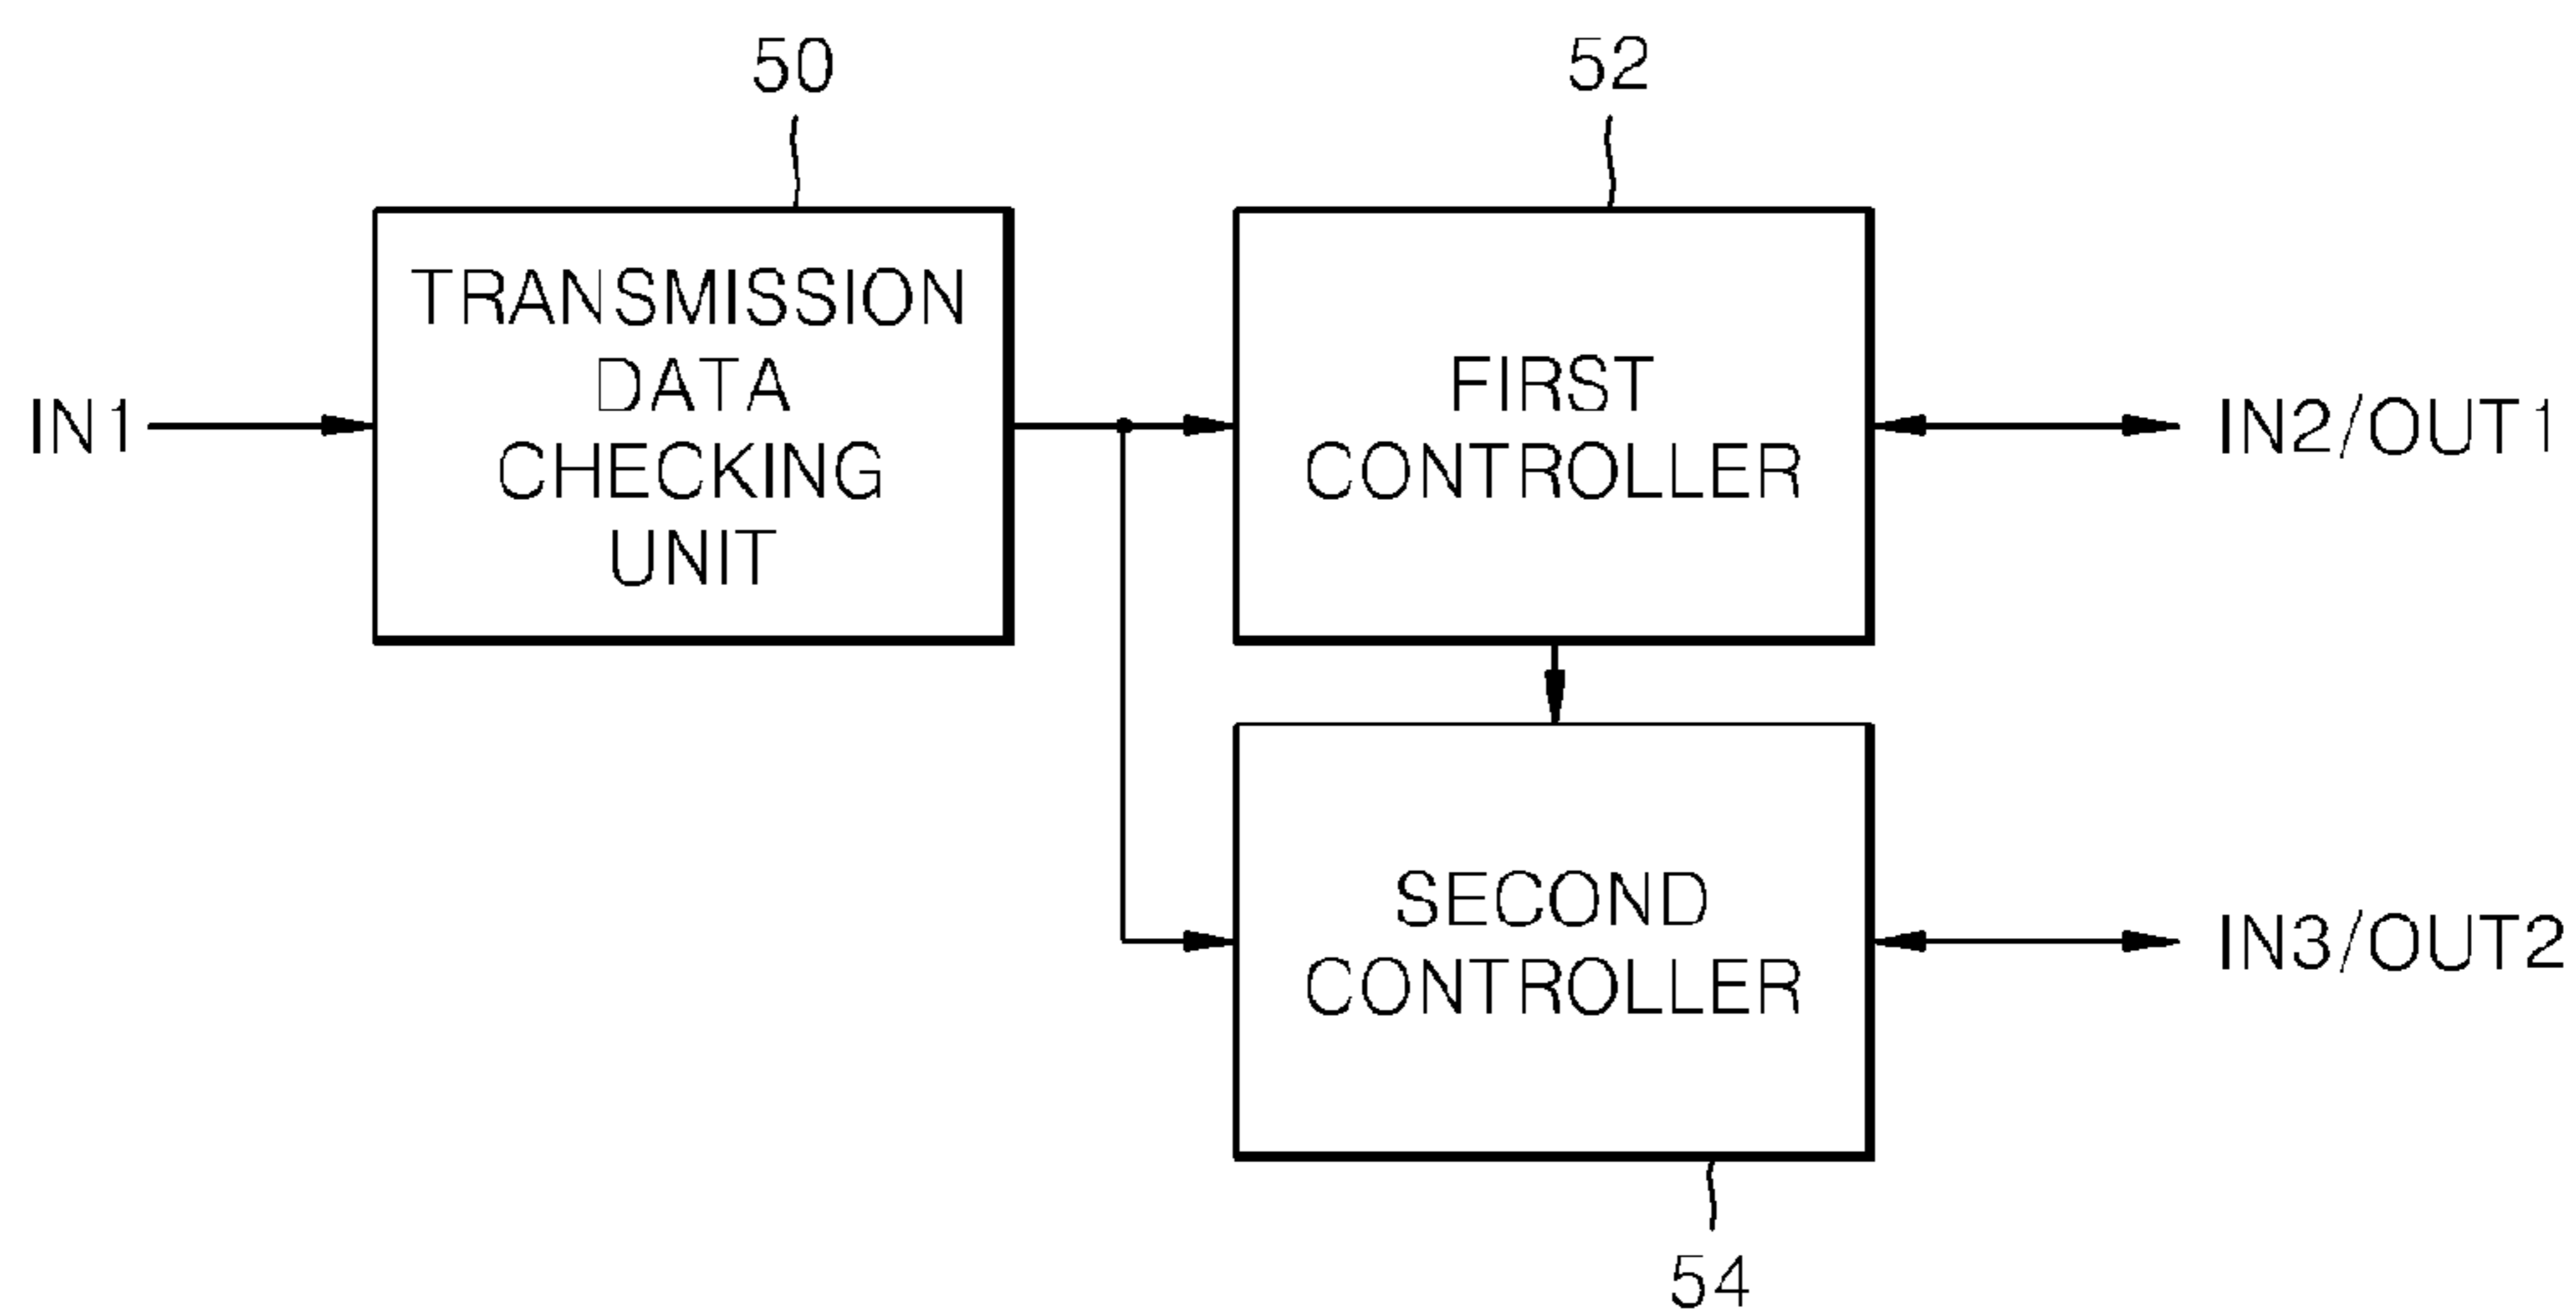 50
52
TRANSMISSION
DATA
CHECKING
UNIT
FIRST
CONTROLLER
IN1
IN2/OUT1
SECOND
CONTROLLER
IN3/OUT2
54